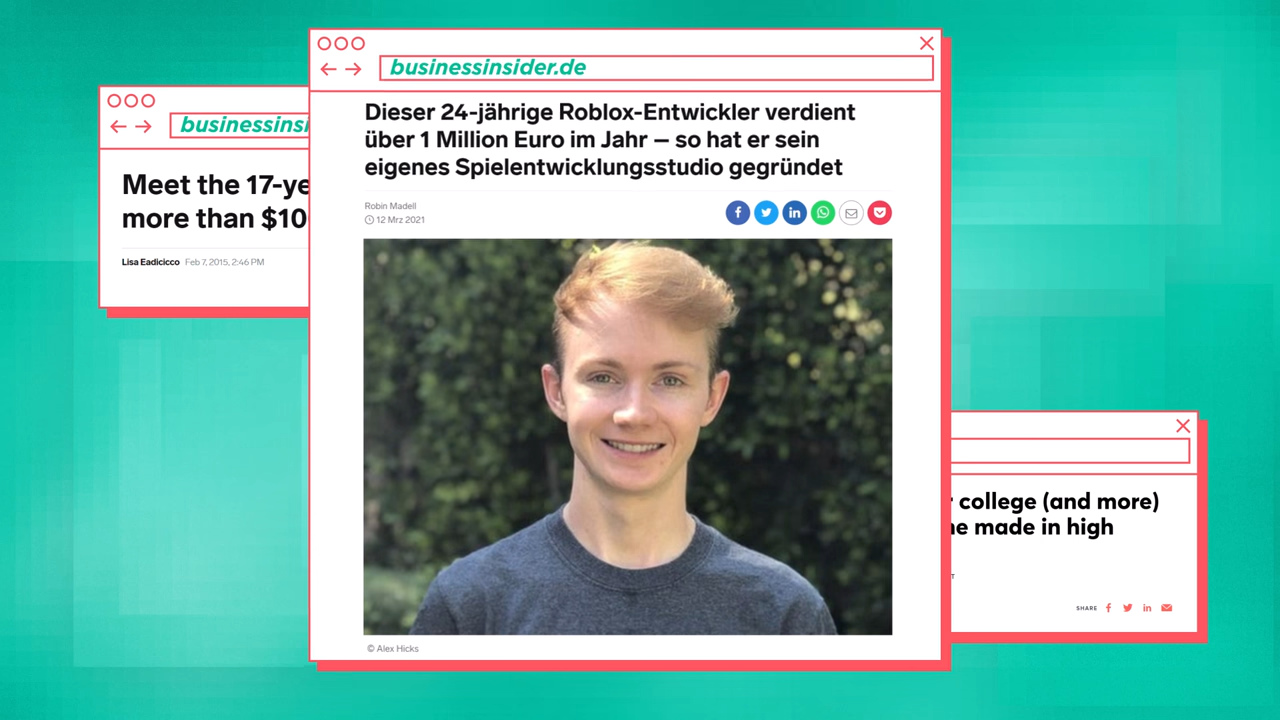 businessinsider.de
Dieser 24-jährige Roblox-Entwickler verdient
über 1 Million Euro im Jahr – so hat er sein
eigenes Spielentwicklungsstudio gegründet
Robin Madell
12 Mrz 2021
© Alex Hicks
businessinsi
Meet the 17-ye
more than $10
Lisa Eadicicco Feb 7, 2015, 2:46 PM
college (and more)
made in high
SHARE